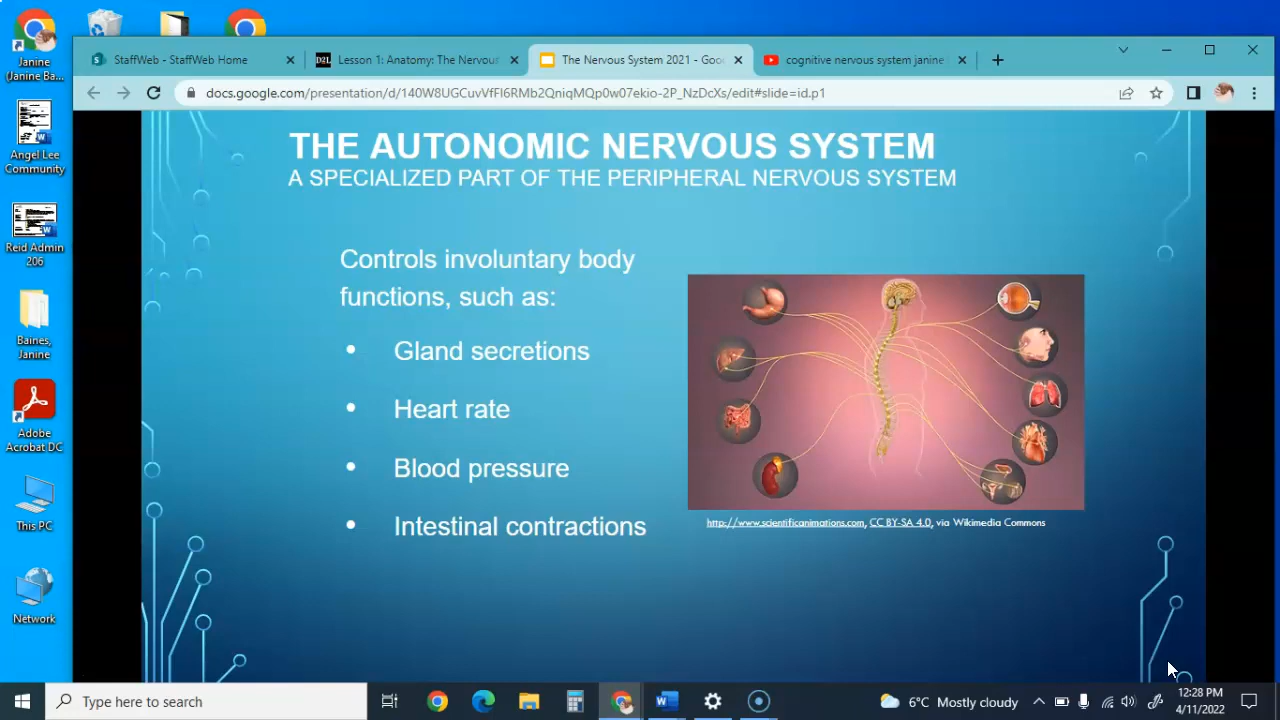 Janine
(Janine Ba...
Angel Lee
Community
Reid Admin
206
Baines,
Janine
Adobe
Acrobat DC
This PC
Network
StaffWeb - StaffWeb Home
D2L
Lesson 1: Anatomy: The Nervous
The Nervous System 2021 - Goo
cognitive nervous system janine
docs.google.com/presentation/d/140W8UGCuvVfFl6RMb2QniqMQp0w07ekio-2P_NzDcXs/edit#slide=id.p1
THE AUTONOMIC NERVOUS SYSTEM
A SPECIALIZED PART OF THE PERIPHERAL NERVOUS SYSTEM
Controls involuntary body
functions, such as:
• Gland secretions
• Heart rate
• Blood pressure
• Intestinal contractions
http://www.scientificanimations.com, CC BY-SA 4.0, via Wikimedia Commons
Type here to search
6°C Mostly cloudy
12:28 PM
4/11/2022